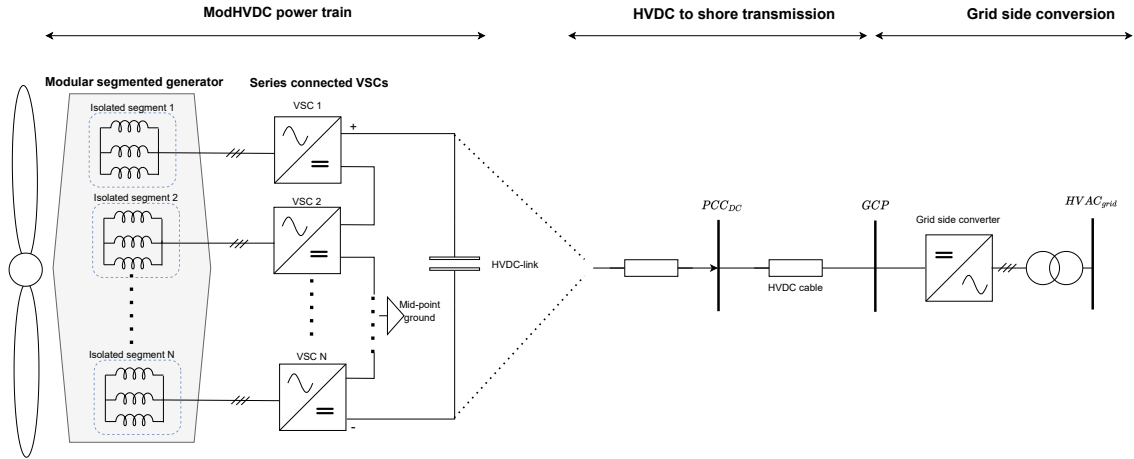 ModHVDC power train
HVDC to shore transmission
Grid side conversion
Modular segmented generator
Series connected VSCs
Isolated segment 1
VSC 1
+
Isolated segment 2
VSC 2
PCC_DC
GCP
HVAC_grid
Grid side converter
HVDC-link
HVDC cable
Mid-point
ground
Isolated segment N
VSC N
-